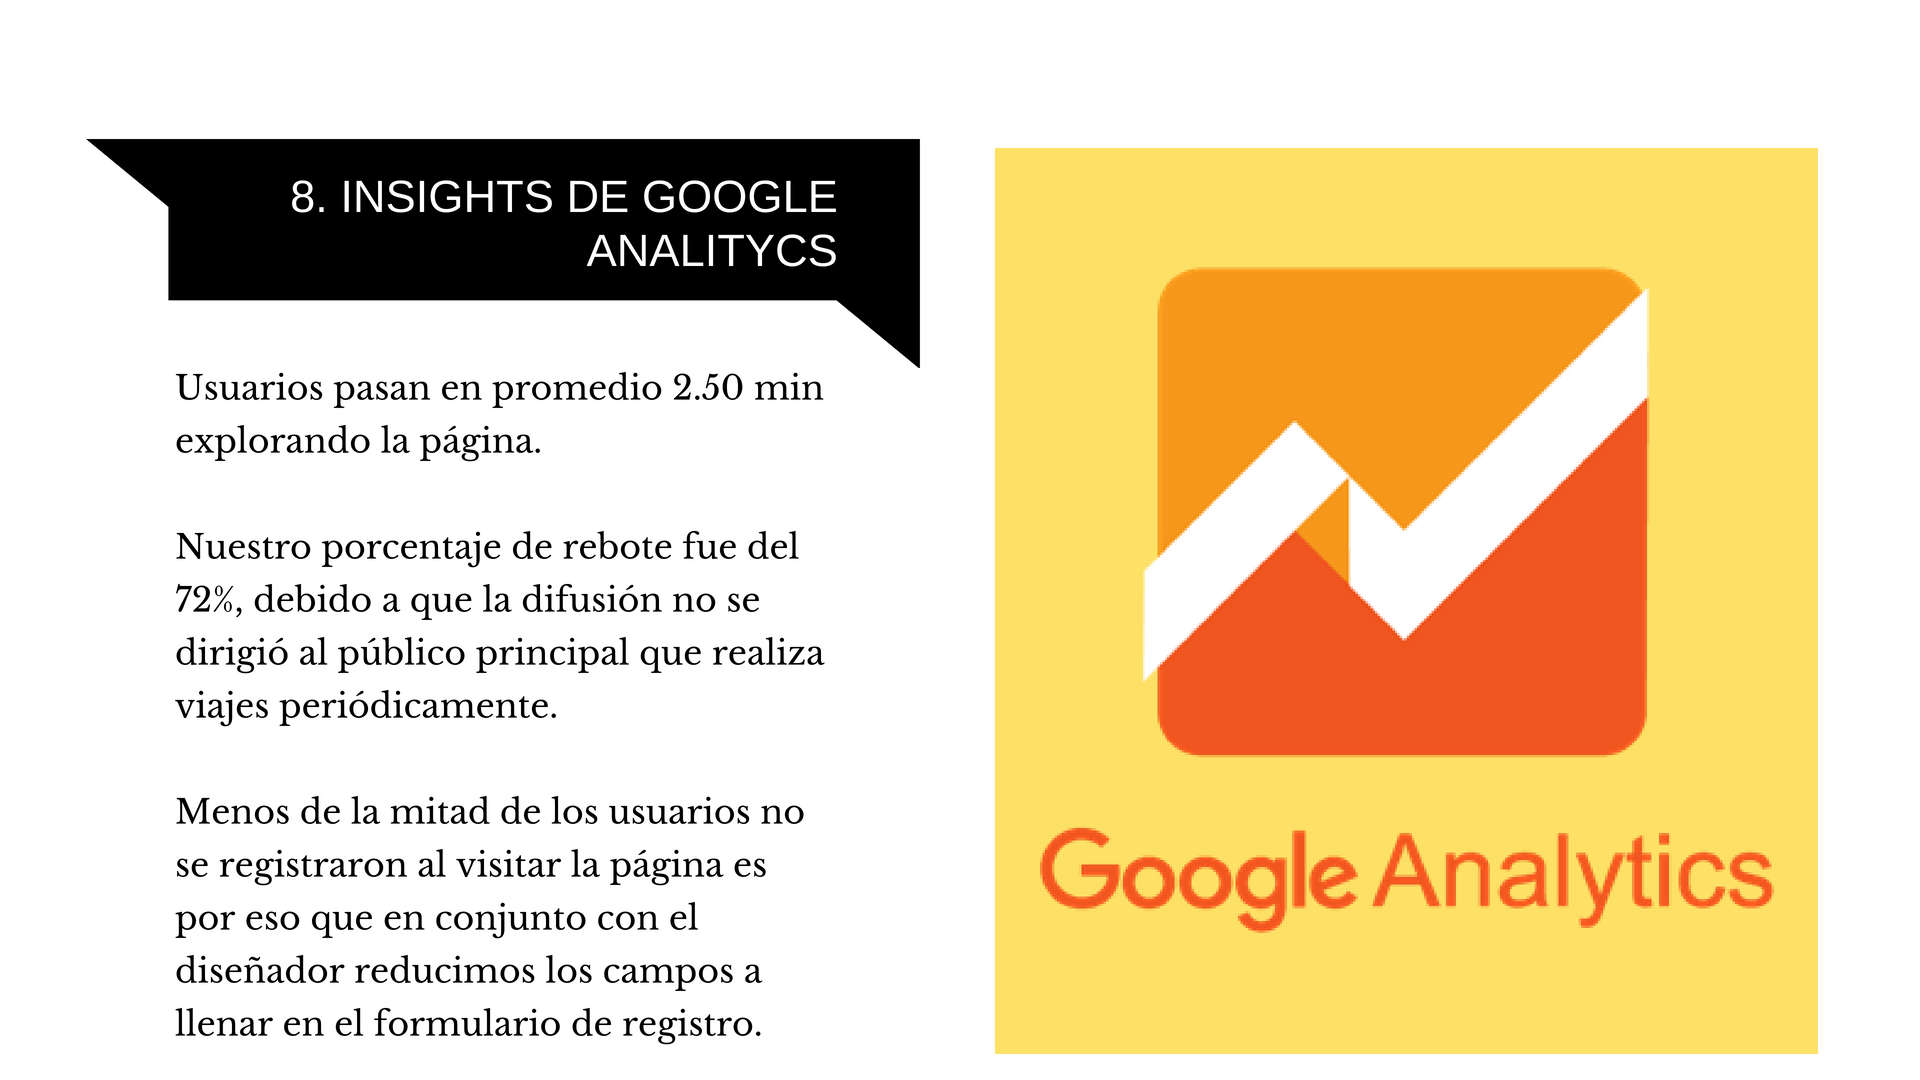 8. INSIGHTS DE GOOGLE
ANALITYCS
Usuarios pasan en promedio 2.50 min
explorando la página.
Nuestro porcentaje de rebote fue del
72%, debido a que la difusión no se
dirigió al público principal que realiza
viajes periódicamente.
Menos de la mitad de los usuarios no
se registraron al visitar la página es
por eso que en conjunto con el
diseñador reducimos los campos a
llenar en el formulario de registro.
Google Analytics